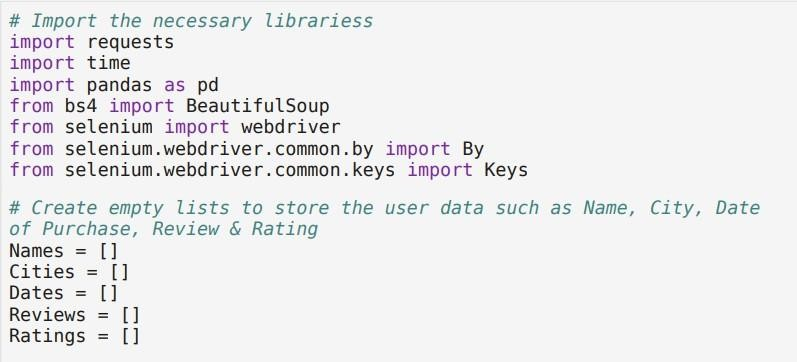 # Import the necessary librariess
import requests
import time
import pandas as pd
from bs4 import BeautifulSoup
from selenium import webdriver
from selenium.webdriver.common.by import By
from selenium.webdriver.common.keys import Keys
# Create empty lists to store the user data such as Name, City, Date
of Purchase, Review & Rating
Names = []
Cities = []
Dates = []
Reviews = []
Ratings = []